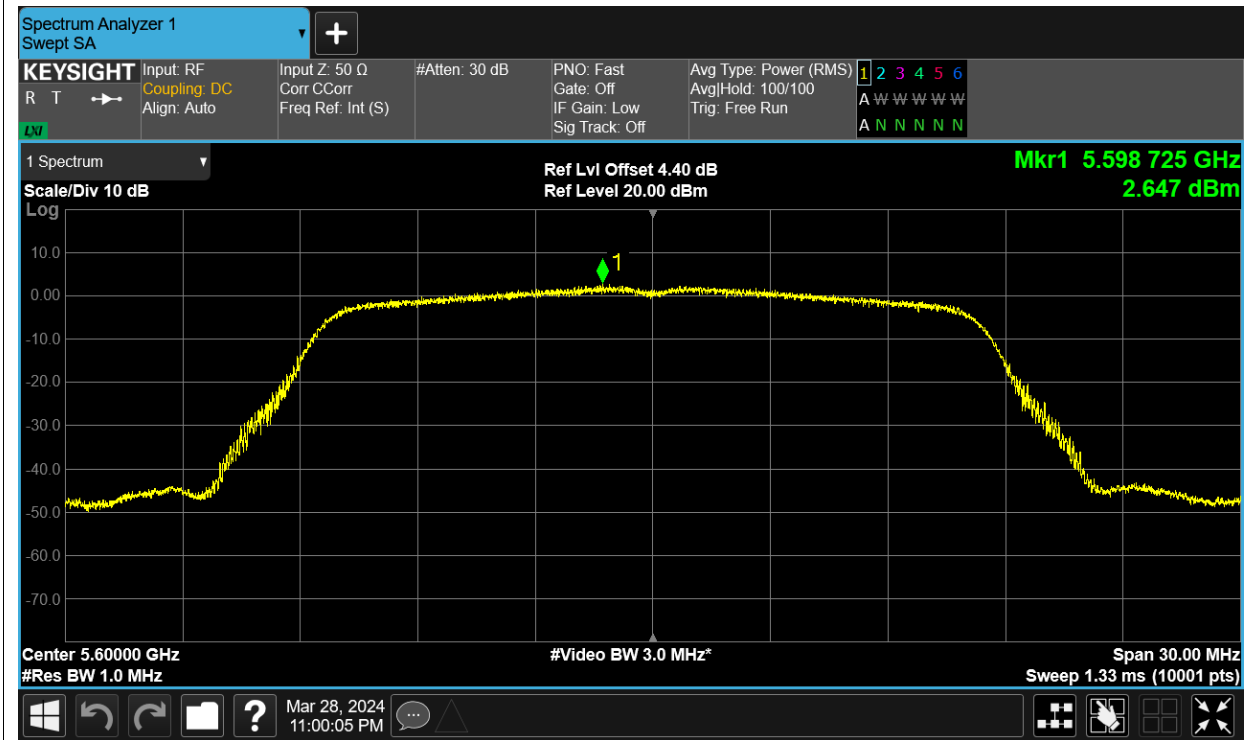 Spectrum Analyzer 1
Swept SA
+
KEYSIGHT
R T
LXI
Input: RF
Coupling: DC
Align: Auto
Input Z: 50 Ω
Corr CCorr
Freq Ref: Int (S)
#Atten: 30 dB
PNO: Fast
Gate: Off
IF Gain: Low
Sig Track: Off
Avg Type: Power (RMS)
Avg|Hold: 100/100
Trig: Free Run
1 2 3 4 5 6
A W W W W W
A N N N N N
1 Spectrum
Scale/Div 10 dB
Log
Ref Lvl Offset 4.40 dB
Ref Level 20.00 dBm
Mkr1 5.598 725 GHz
2.647 dBm
1
10.0
0.00
-10.0
-20.0
-30.0
-40.0
-50.0
-60.0
-70.0
Center 5.60000 GHz
#Res BW 1.0 MHz
#Video BW 3.0 MHz*
Span 30.00 MHz
Sweep 1.33 ms (10001 pts)
?
Mar 28, 2024
11:00:05 PM